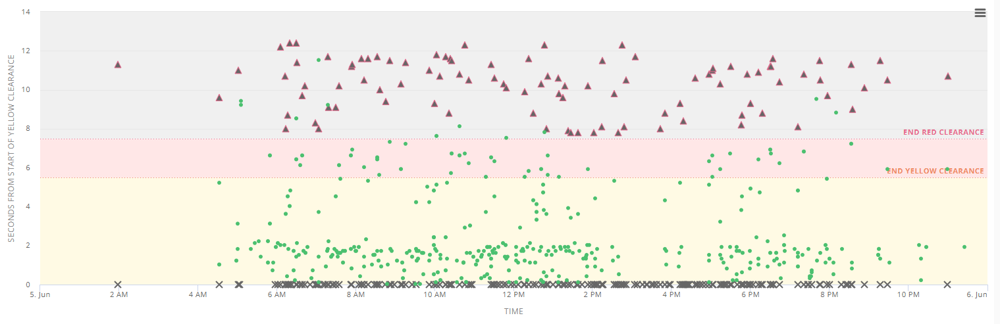 14
12
10
8
6
4
2
0
SECONDS FROM START OF YELLOW CLEARANCE
END RED CLEARANCE
END YELLOW CLEARANCE
5. Jun 2 AM 4 AM 6 AM 8 AM 10 AM 12 PM 2 PM 4 PM 6 PM 8 PM 10 PM 6. Jun
TIME